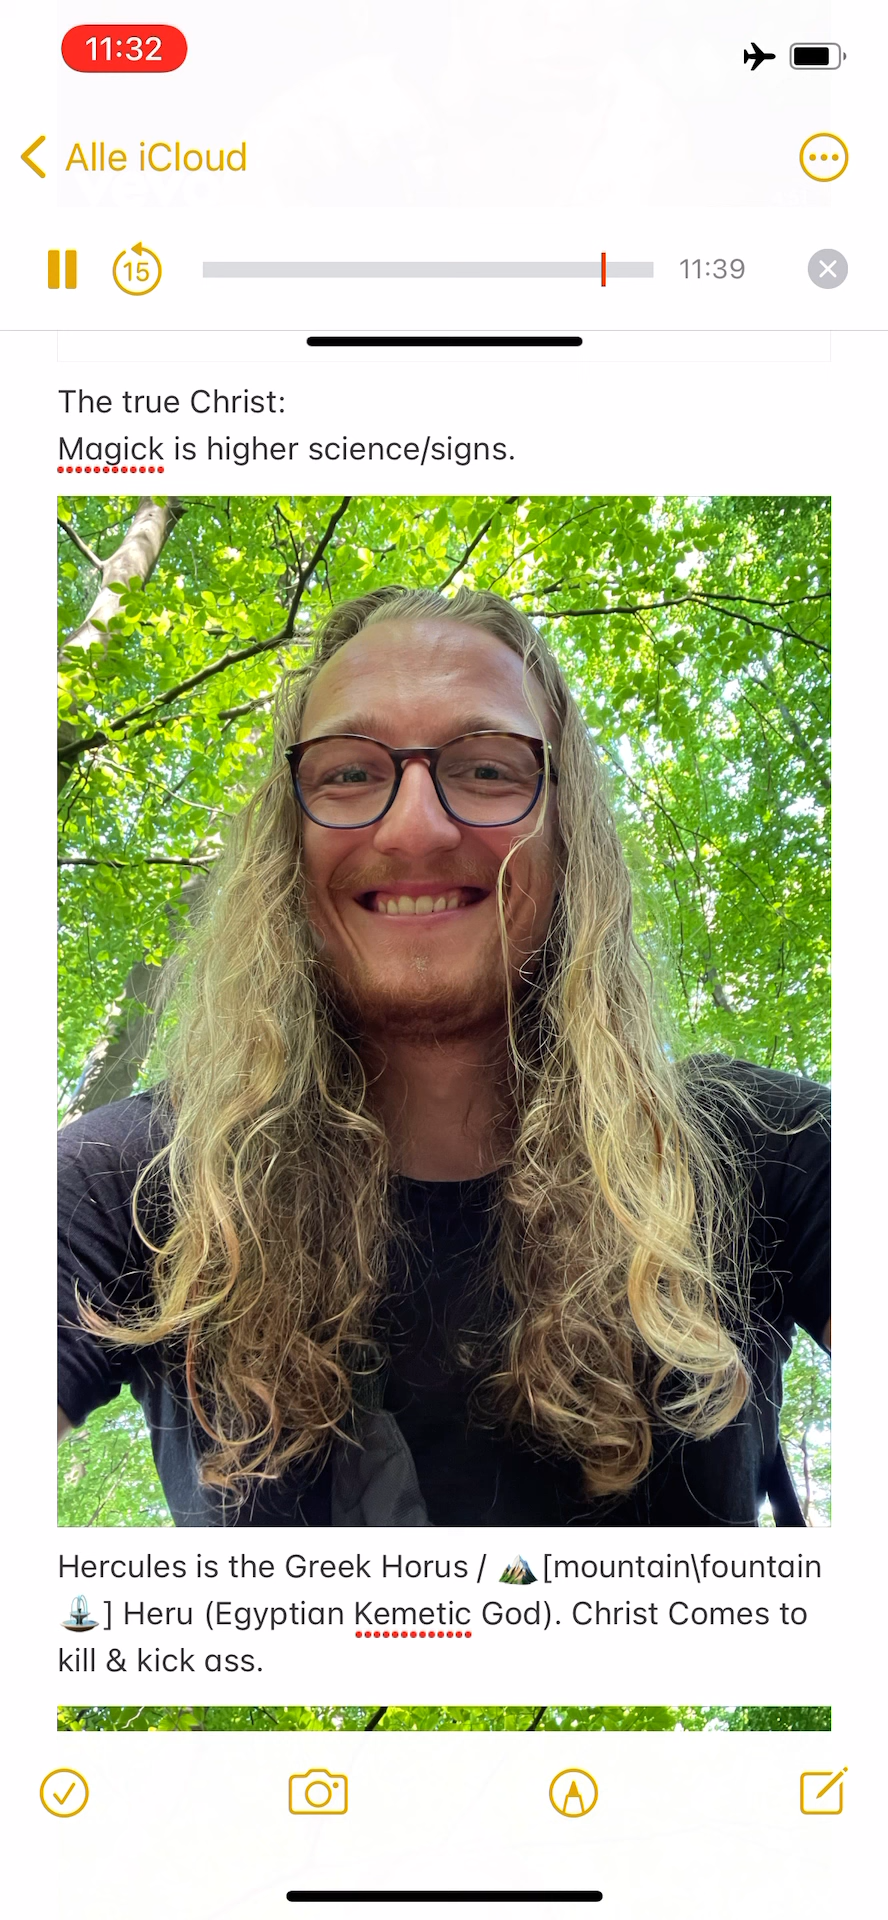 11:32
Alle iCloud
15
11:39
The true Christ:
Magick is higher science/signs.
Hercules is the Greek Horus / ⛰️[mountain\fountain
⛲] Heru (Egyptian Kemetic God). Christ Comes to
kill & kick ass.